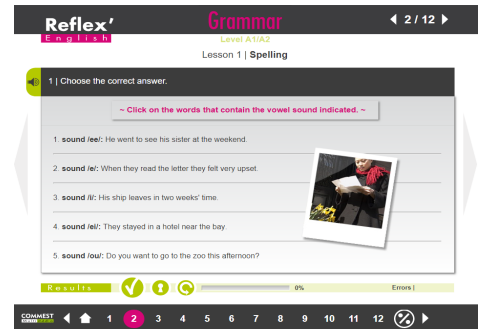 Reflex'
English
Grammar
Level A1/A2
2 / 12
Lesson 1 | Spelling
1 | Choose the correct answer.
~ Click on the words that contain the vowel sound indicated. ~
1. sound /ee/: He went to see his sister at the weekend.
2. sound /e/: When they read the letter they felt very upset.
3. sound /i/: His ship leaves in two weeks' time.
4. sound /ei/: They stayed in a hotel near the bay.
5. sound /ou/: Do you want to go to the zoo this afternoon?
Results
0%
Errors |
COMMEST
MULTIMEDIA
1 2 3 4 5 6 7 8 9 10 11 12